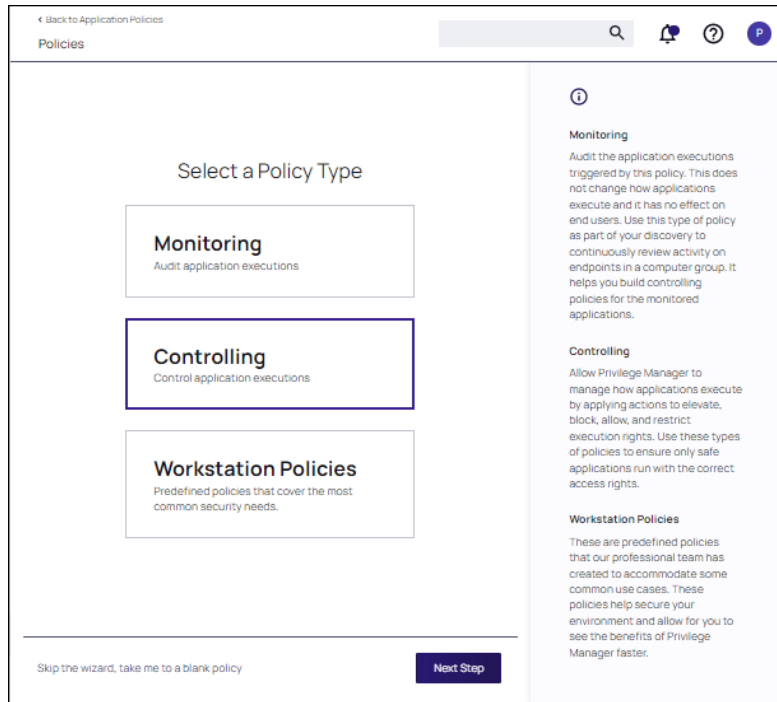 Back to Application Policies
Policies
P
Select a Policy Type
Monitoring
Audit application executions
Controlling
Control application executions
Workstation Policies
Predefined policies that cover the most
common security needs.
Skip the wizard, take me to a blank policy
Next Step
Monitoring
Audit the application executions
triggered by this policy. This does
not change how applications
execute and it has no effect on
end users. Use this type of policy
as part of your discovery to
continuously review activity on
endpoints in a computer group. It
helps you build controlling
policies for the monitored
applications.
Controlling
Allow Privilege Manager to
manage how applications execute
by applying actions to elevate,
block, allow, and restrict
execution rights. Use these types
of policies to ensure only safe
applications run with the correct
access rights.
Workstation Policies
These are predefined policies
that our professional team has
created to accommodate some
common use cases. These
policies help secure your
environment and allow for you to
see the benefits of Privilege
Manager faster.